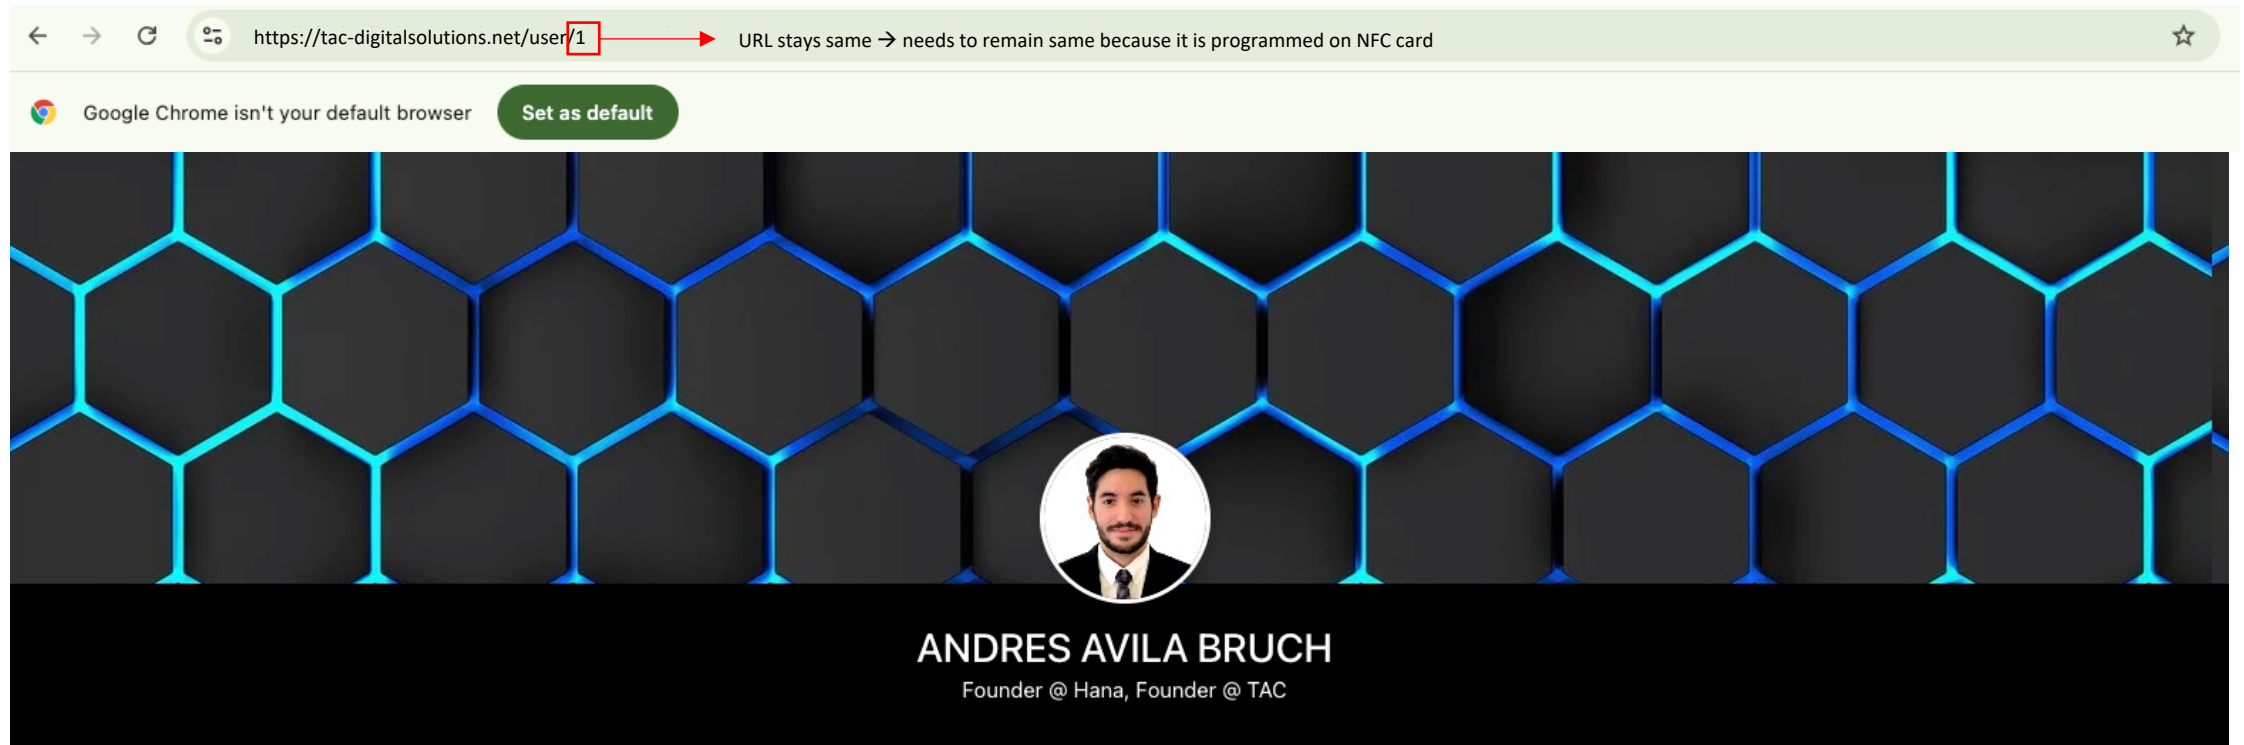 https://tac-digitalsolutions.net/user/1
URL stays same → needs to remain same because it is programmed on NFC card
Google Chrome isn't your default browser
Set as default
ANDRES AVILA BRUCH
Founder @ Hana, Founder @ TAC